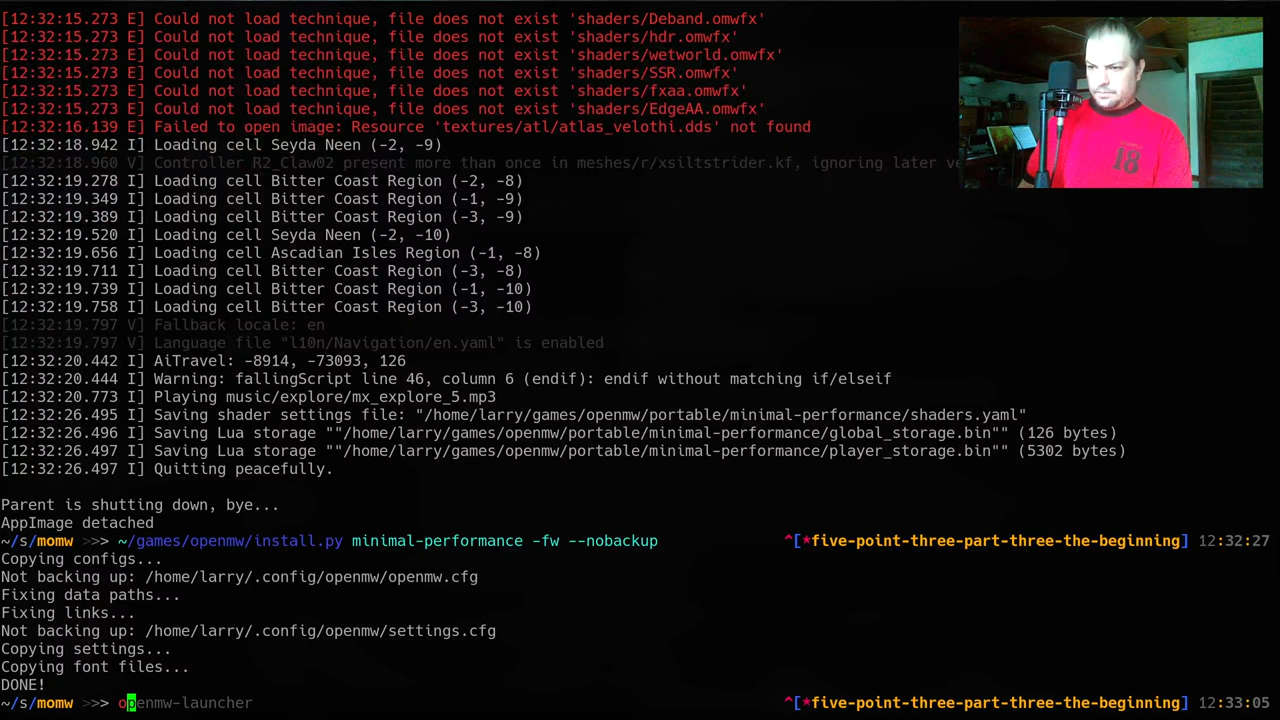 [12:32:15.273 E] Could not load technique, file does not exist 'shaders/Deband.omwfx'
[12:32:15.273 E] Could not load technique, file does not exist 'shaders/hdr.omwfx'
[12:32:15.273 E] Could not load technique, file does not exist 'shaders/wetworld.omwfx'
[12:32:15.273 E] Could not load technique, file does not exist 'shaders/SSR.omwfx'
[12:32:15.273 E] Could not load technique, file does not exist 'shaders/fxaa.omwfx'
[12:32:15.273 E] Could not load technique, file does not exist 'shaders/EdgeAA.omwfx'
[12:32:16.139 E] Failed to open image: Resource 'textures/atl/atlas_velothi.dds' not found
[12:32:18.942 I] Loading cell Seyda Neen (-2, -9)
[12:32:18.960 V] Controller R2_Claw02 present more than once in meshes/r/xsiltstrider.kf, ignoring later ve
[12:32:19.278 I] Loading cell Bitter Coast Region (-2, -8)
[12:32:19.349 I] Loading cell Bitter Coast Region (-1, -9)
[12:32:19.389 I] Loading cell Bitter Coast Region (-3, -9)
[12:32:19.520 I] Loading cell Seyda Neen (-2, -10)
[12:32:19.656 I] Loading cell Ascadian Isles Region (-1, -8)
[12:32:19.711 I] Loading cell Bitter Coast Region (-3, -8)
[12:32:19.739 I] Loading cell Bitter Coast Region (-1, -10)
[12:32:19.758 I] Loading cell Bitter Coast Region (-3, -10)
[12:32:19.797 V] Fallback locale: en
[12:32:19.797 V] Language file "l10n/Navigation/en.yaml" is enabled
[12:32:20.442 I] AiTravel: -8914, -73093, 126
[12:32:20.444 I] Warning: fallingScript line 46, column 6 (endif): endif without matching if/elseif
[12:32:20.773 I] Playing music/explore/mx_explore_5.mp3
[12:32:26.495 I] Saving shader settings file: "/home/larry/games/openmw/portable/minimal-performance/shaders.yaml"
[12:32:26.496 I] Saving Lua storage ""/home/larry/games/openmw/portable/minimal-performance/global_storage.bin"" (126 bytes)
[12:32:26.497 I] Saving Lua storage ""/home/larry/games/openmw/portable/minimal-performance/player_storage.bin"" (5302 bytes)
[12:32:26.497 I] Quitting peacefully.
Parent is shutting down, bye...
AppImage detached
~/s/momw >>> ~/games/openmw/install.py minimal-performance -fw --nobackup ^[*five-point-three-part-three-the-beginning] 12:32:27
Copying configs...
Not backing up: /home/larry/.config/openmw/openmw.cfg
Fixing data paths...
Fixing links...
Not backing up: /home/larry/.config/openmw/settings.cfg
Copying settings...
Copying font files...
DONE!
~/s/momw >>> openmw-launcher ^[*five-point-three-part-three-the-beginning] 12:33:05
18